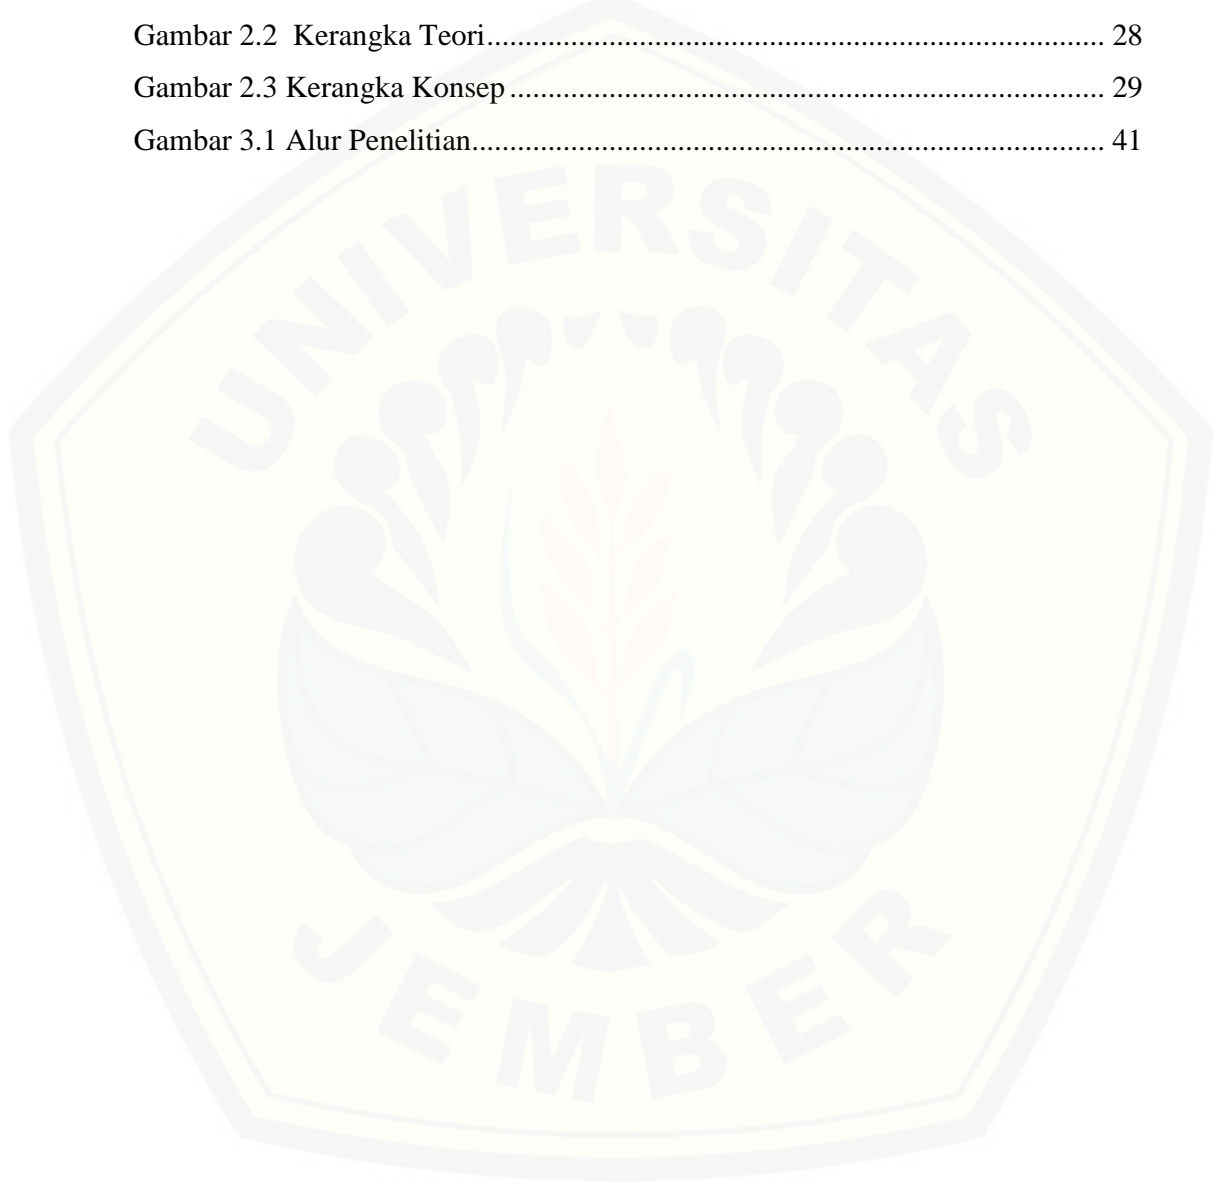 Gambar 2.2  Kerangka Teori................................................................................ 28
Gambar 2.3 Kerangka Konsep............................................................................. 29
Gambar 3.1 Alur Penelitian.................................................................................. 41
UNIVERSITAS
JEMBER